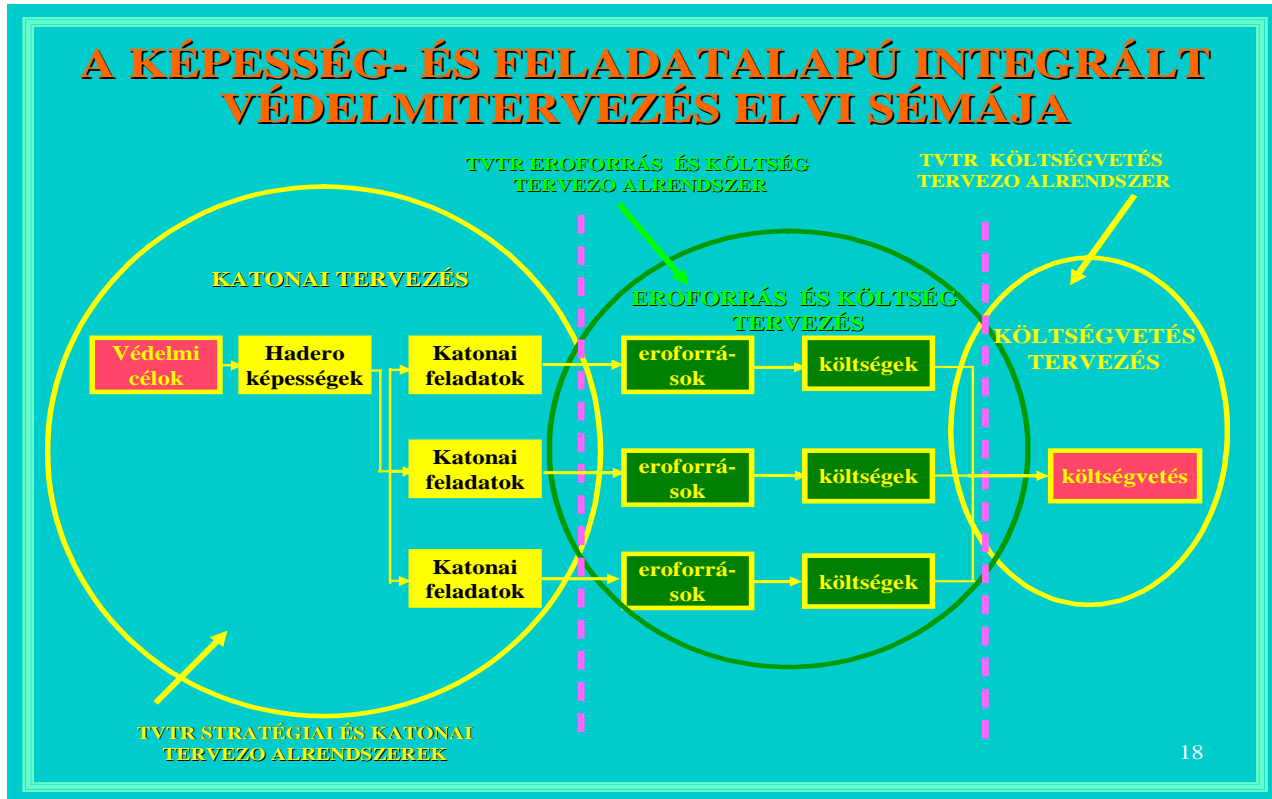 A KÉPESSÉG- ÉS FELADATALAPÚ INTEGRÁLT
VÉDELMITERVEZÉS ELVI SÉMÁJA
TVTR EROFORRÁS ÉS KÖLTSÉG
TERVEZO ALRENDSZER
TVTR KÖLTSÉGVETÉS
TERVEZO ALRENDSZER
KATONAI TERVEZÉS
EROFORRÁS ÉS KÖLTSÉG
TERVEZÉS
KÖLTSÉGVETÉS
TERVEZÉS
Védelmi
célok
Hadero
képességek
Katonai
feladatok
eroforrá-
sok
költségek
Katonai
feladatok
eroforrá-
sok
költségek
költségvetés
Katonai
feladatok
eroforrá-
sok
költségek
TVTR STRATÉGIAI ÉS KATONAI
TERVEZO ALRENDSZEREK
18